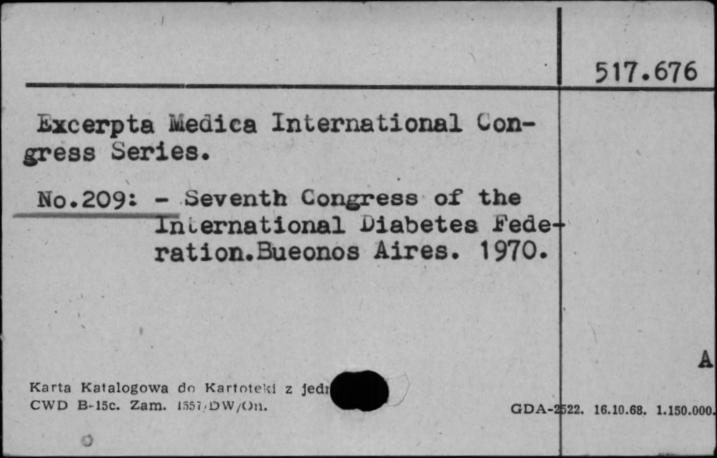 517.676
Excerpta Medica International Con-
gress Series.
No.209: - Seventh Congress of the
International Diabetes Fede-
ration.Bueonos Aires. 1970.
A
Karta Katalogowa do Kartoteki z
CWD B-15c. Zam. 1557/DW/On.
GDA-2522. 16.10.68. 1.150.000.